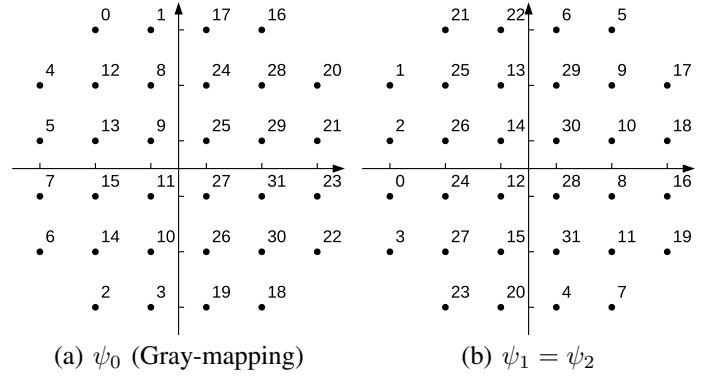 0 1 17 16 21 22 6 5
4 12 8 24 28 20 1 25 13 29 9 17
5 13 9 25 29 21 2 26 14 30 10 18
7 15 11 27 31 23 0 24 12 28 8 16
6 14 10 26 30 22 3 27 15 31 11 19
2 3 19 18 23 20 4 7
(a) ψ₀ (Gray-mapping) (b) ψ₁ = ψ₂